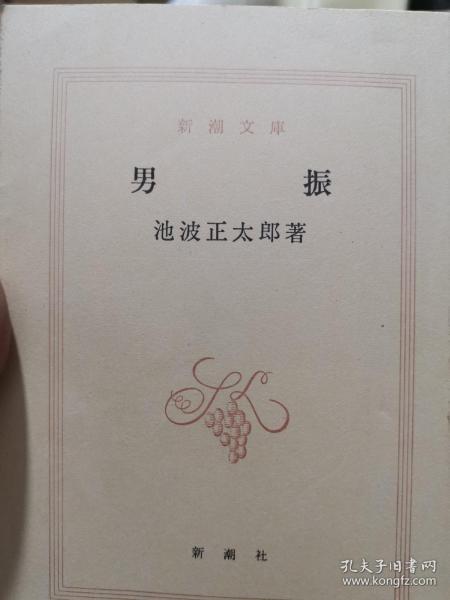 新潮文庫
男 振
池波正太郎著
新潮社
孔夫子旧书网
www.kongfz.com